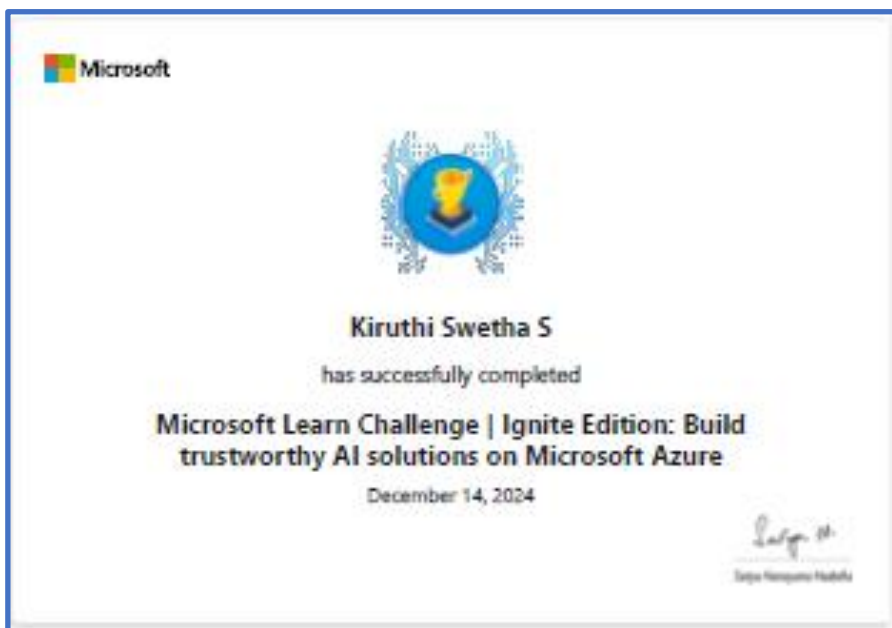 Microsoft
Kiruthi Swetha S
has successfully completed
Microsoft Learn Challenge | Ignite Edition: Build
trustworthy AI solutions on Microsoft Azure
December 14, 2024